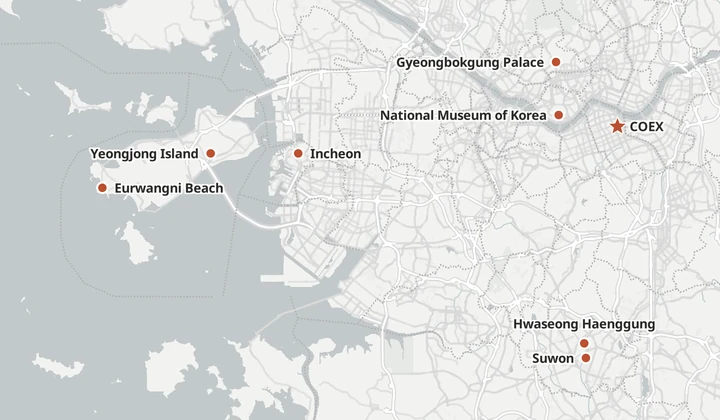 Gyeongbokgung Palace
National Museum of Korea
COEX
Yeongjong Island
Incheon
Eurwangni Beach
Hwaseong Haenggung
Suwon